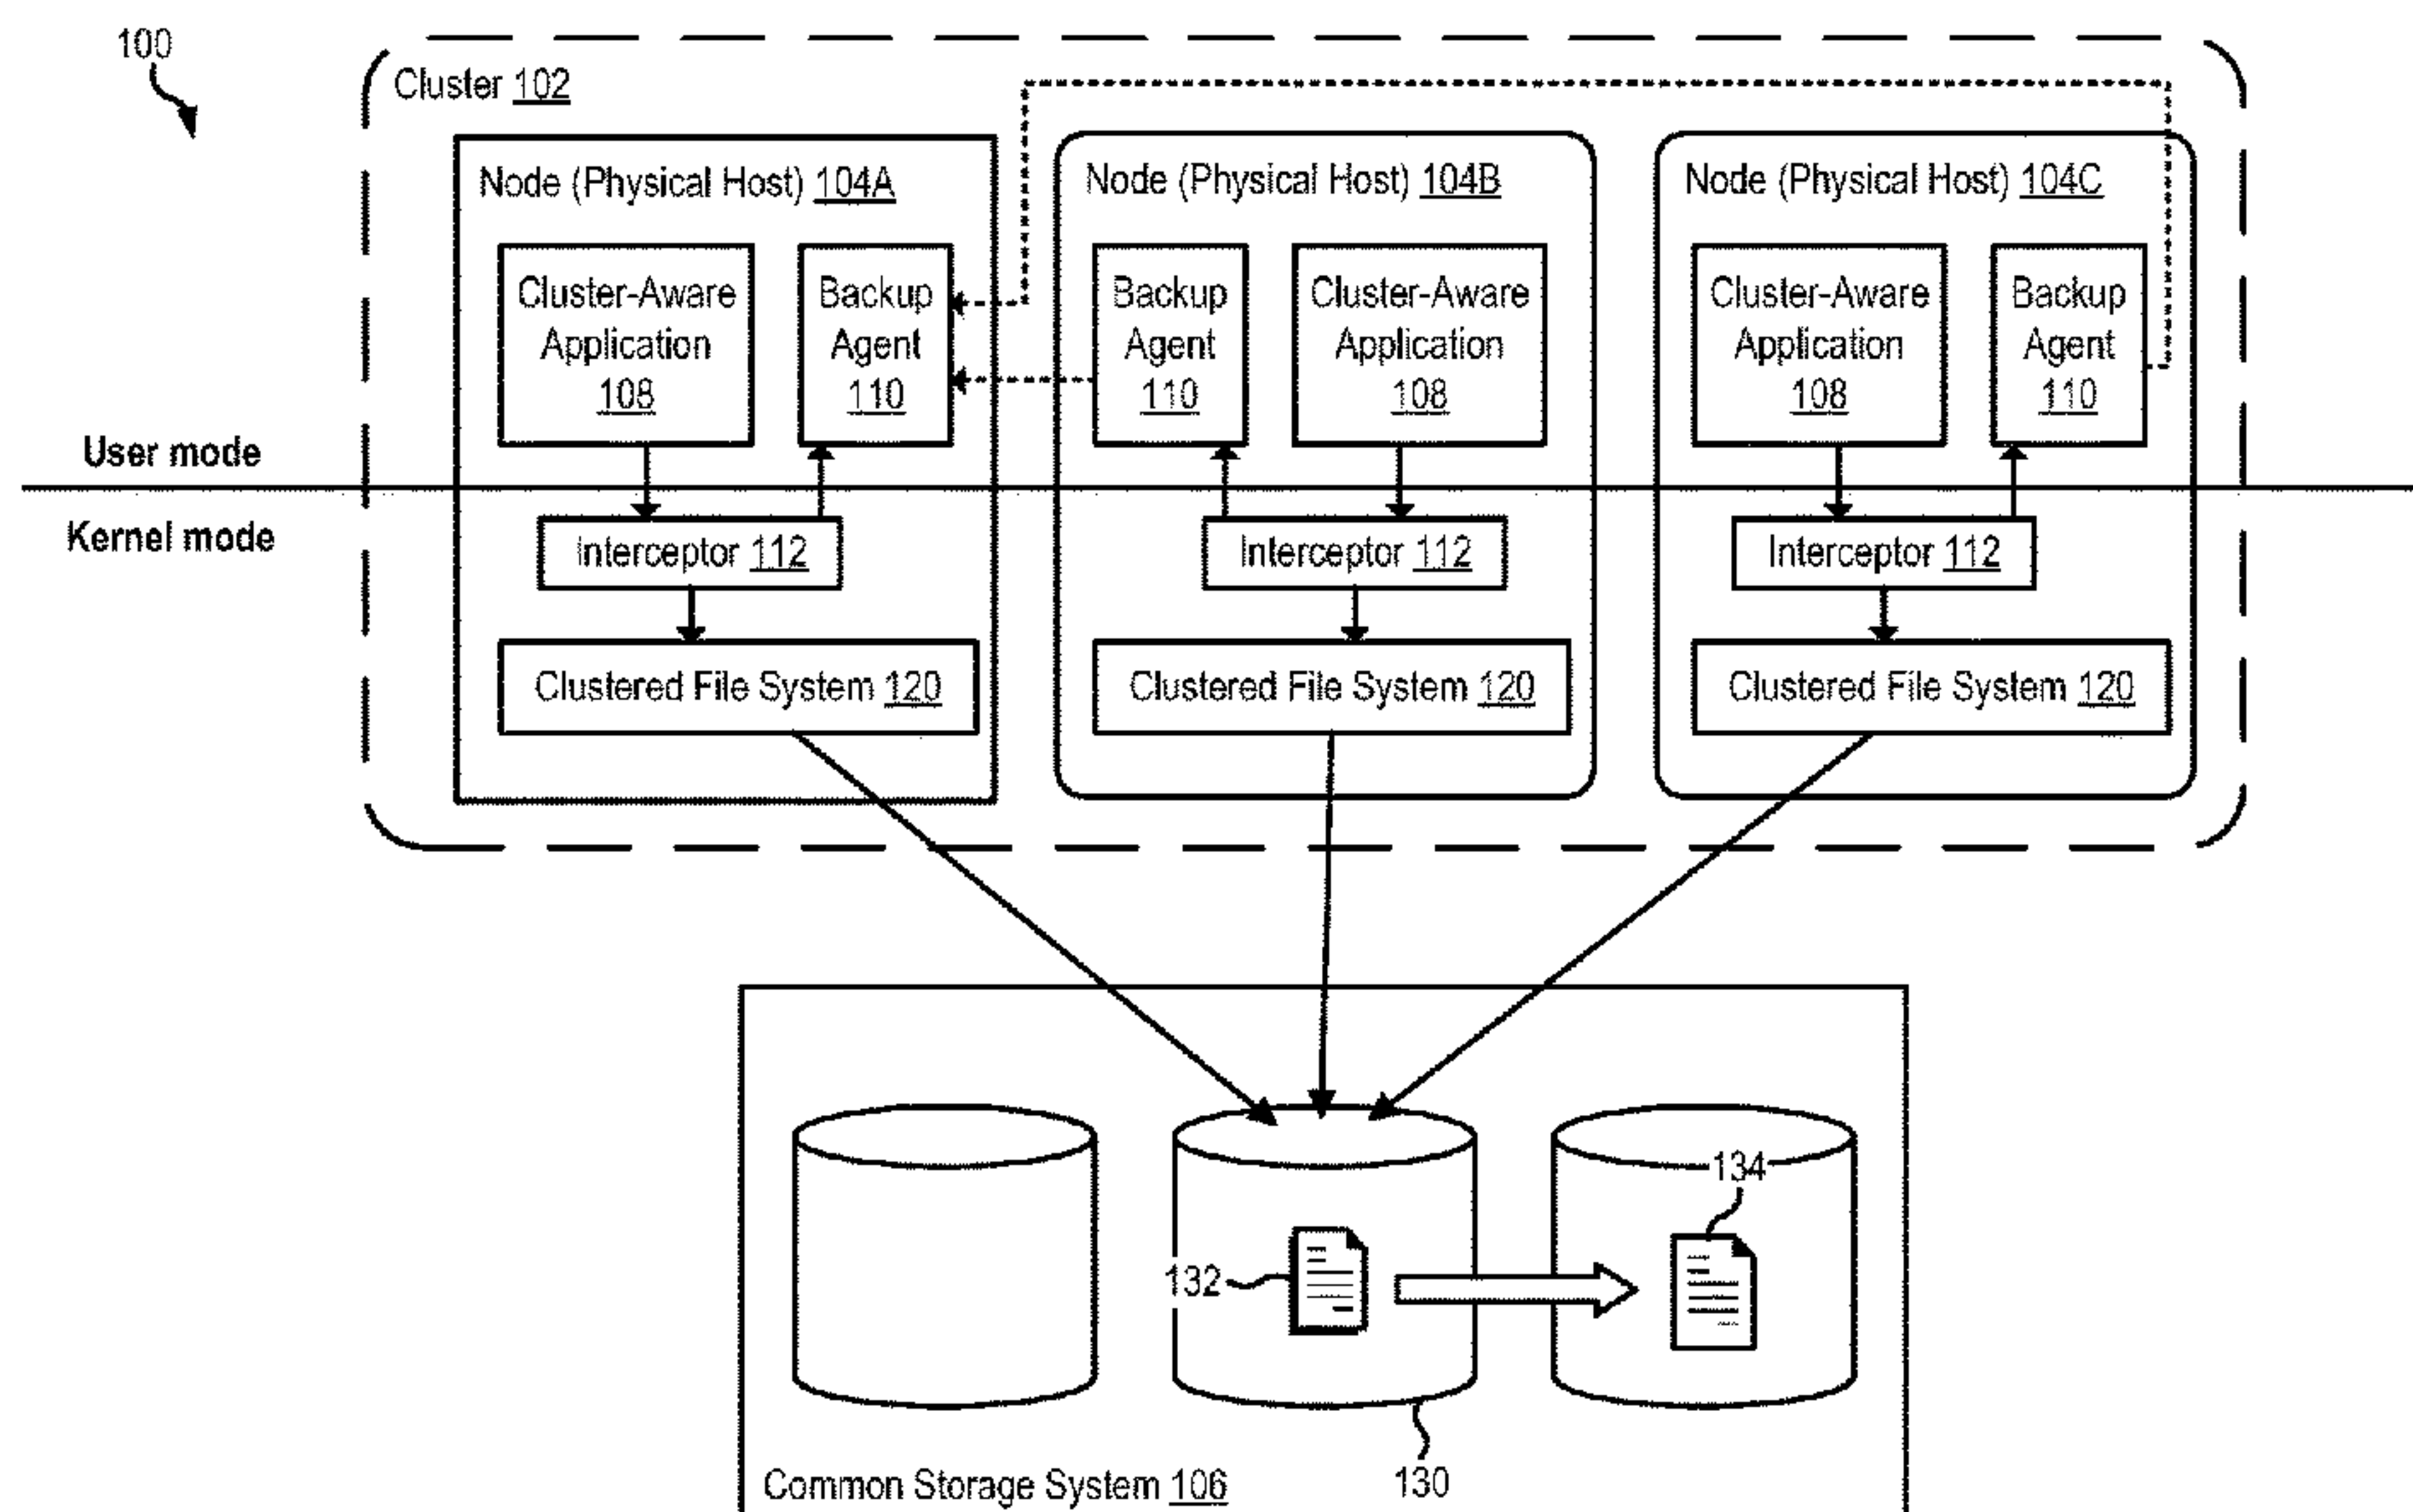 100
Cluster 102
Node (Physical Host) 104A
Node (Physical Host) 104B
Node (Physical Host) 104C
Cluster-Aware
Application
108
Backup
Agent
110
Backup
Agent
110
Cluster-Aware
Application
108
Cluster-Aware
Application
108
Backup
Agent
110
User mode
Kernel mode
Interceptor 112
Interceptor 112
Interceptor 112
Clustered File System 120
Clustered File System 120
Clustered File System 120
134
132
130
Common Storage System 106